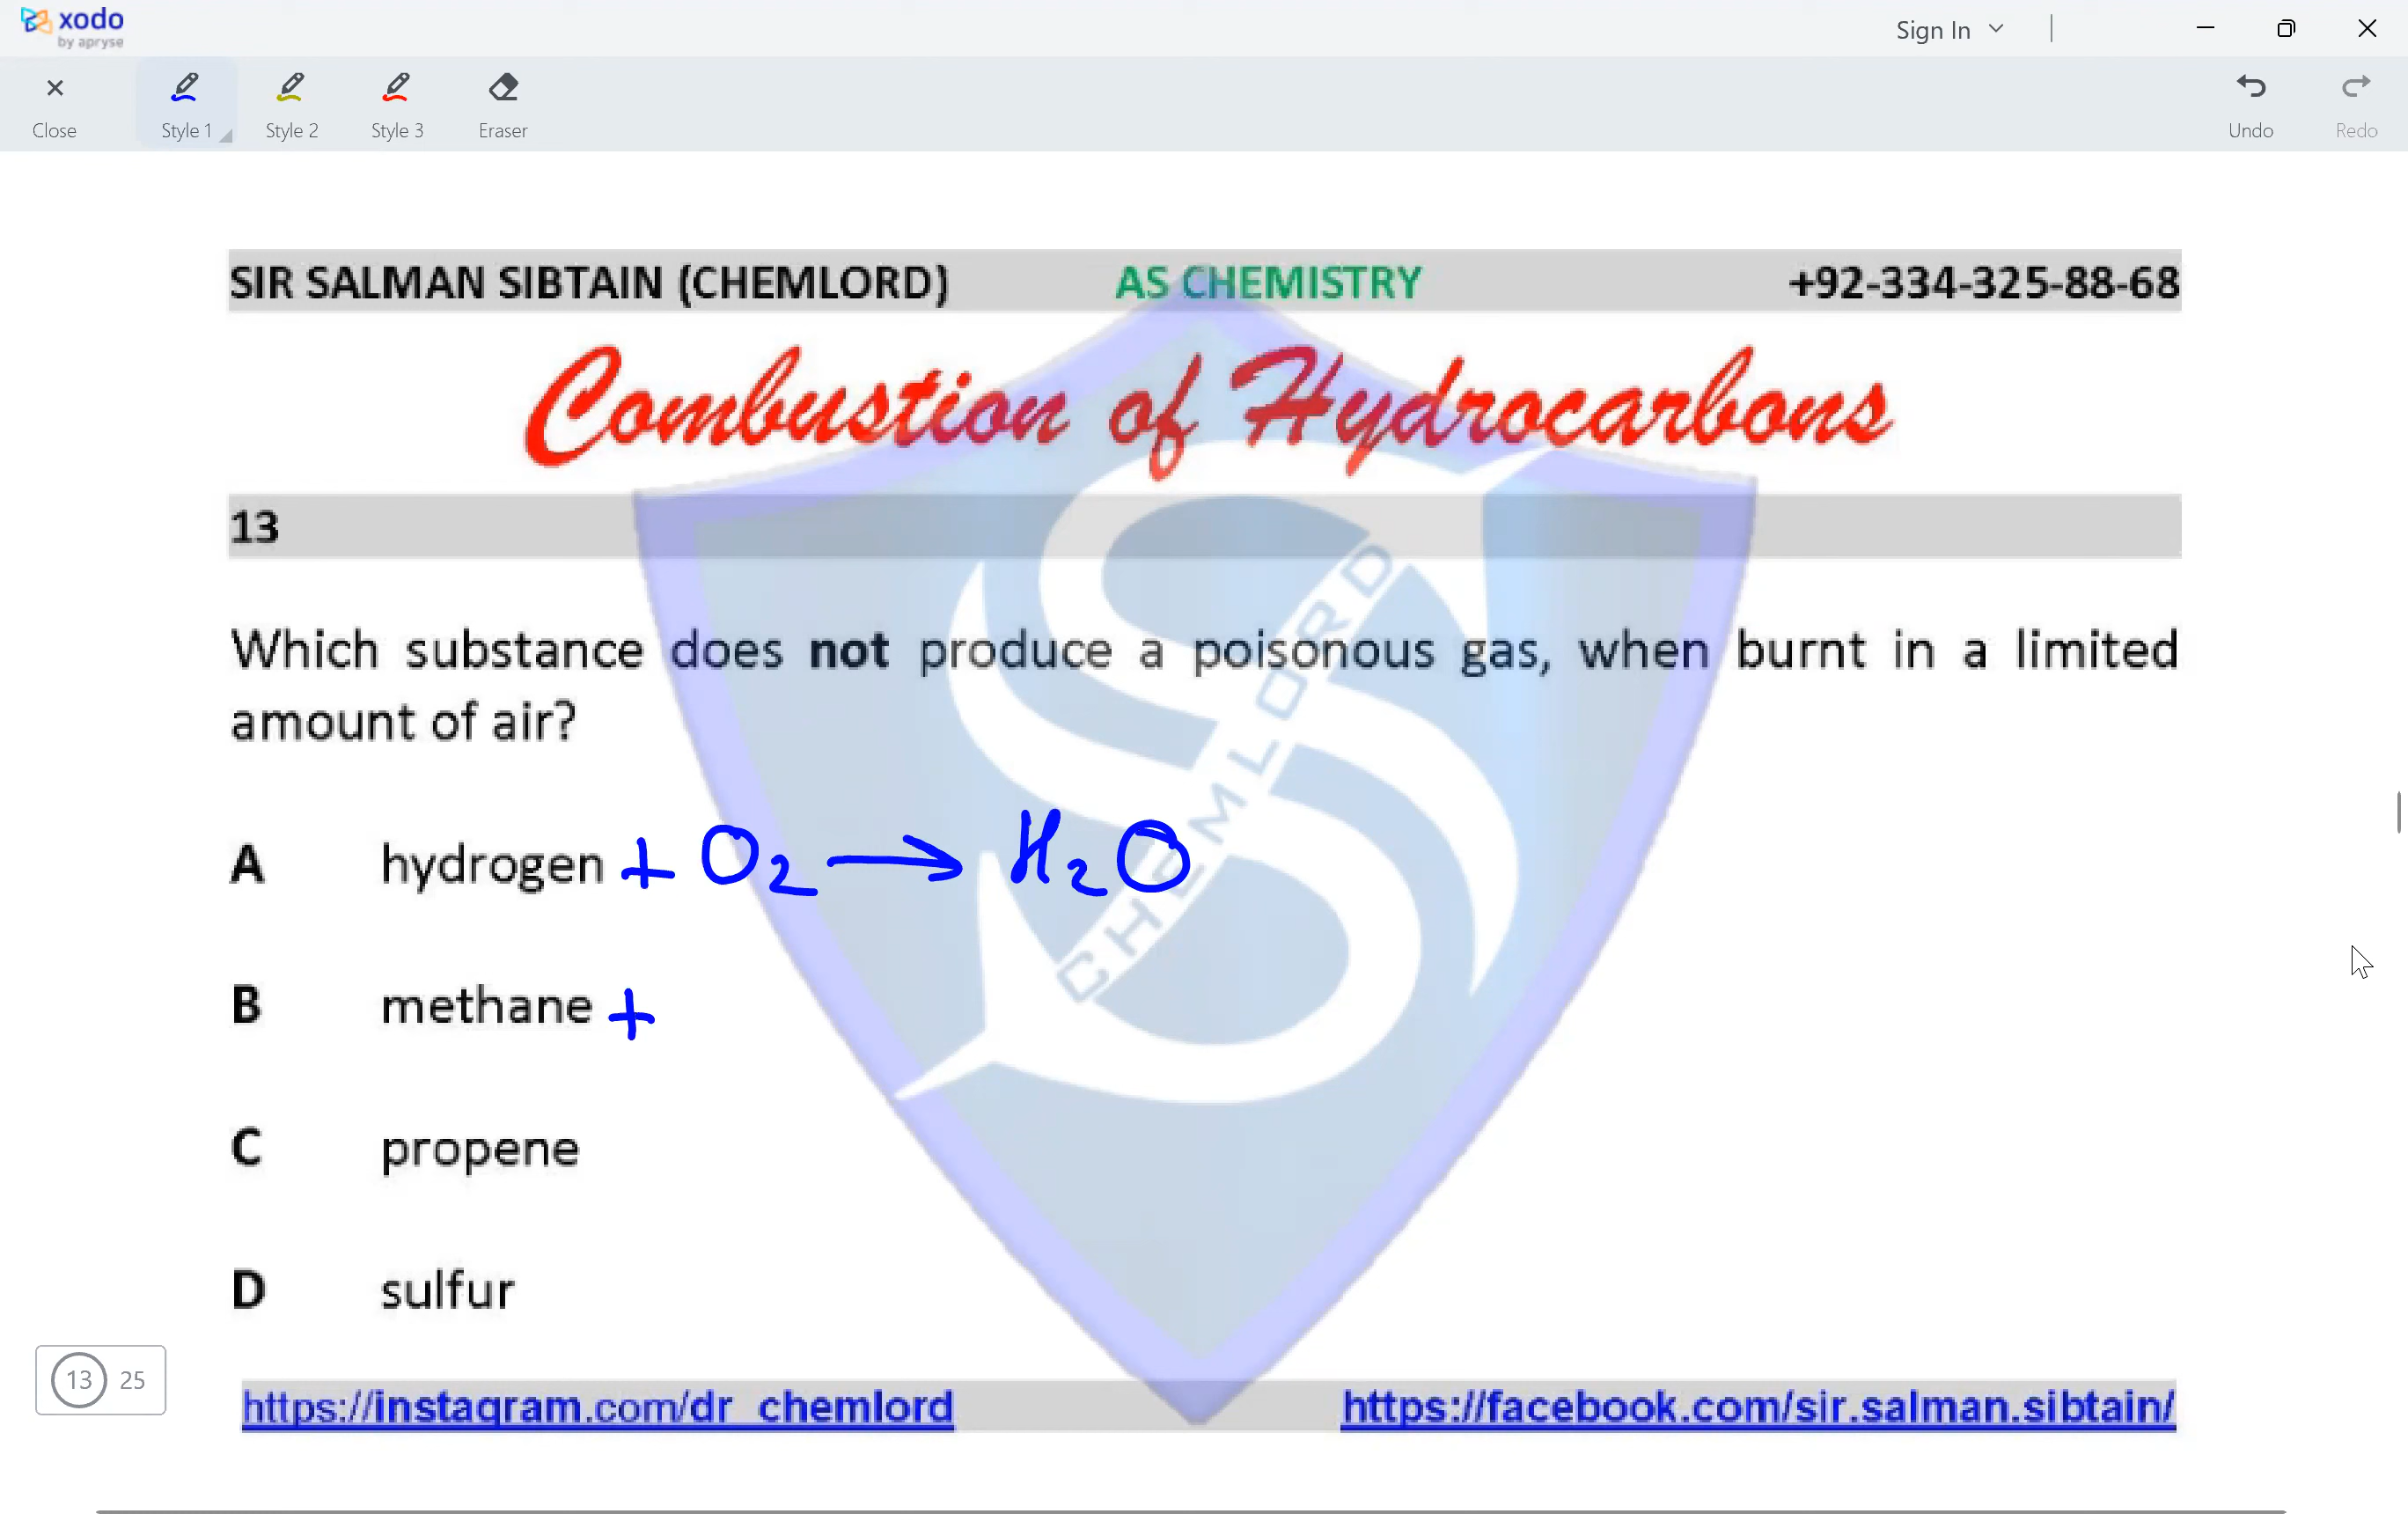 xodo
by apryse
Sign In
Close
Style 1
Style 2
Style 3
Eraser
Undo
Redo
SIR SALMAN SIBTAIN (CHEMLORD) AS CHEMISTRY +92-334-325-88-68
Combustion of Hydrocarbons
13
Which substance does not produce a poisonous gas, when burnt in a limited
amount of air?
A hydrogen + O₂ → H₂O
B methane +
C propene
D sulfur
CHEMLORD
13 25
https://instagram.com/dr_chemlord https://facebook.com/sir.salman.sibtain/